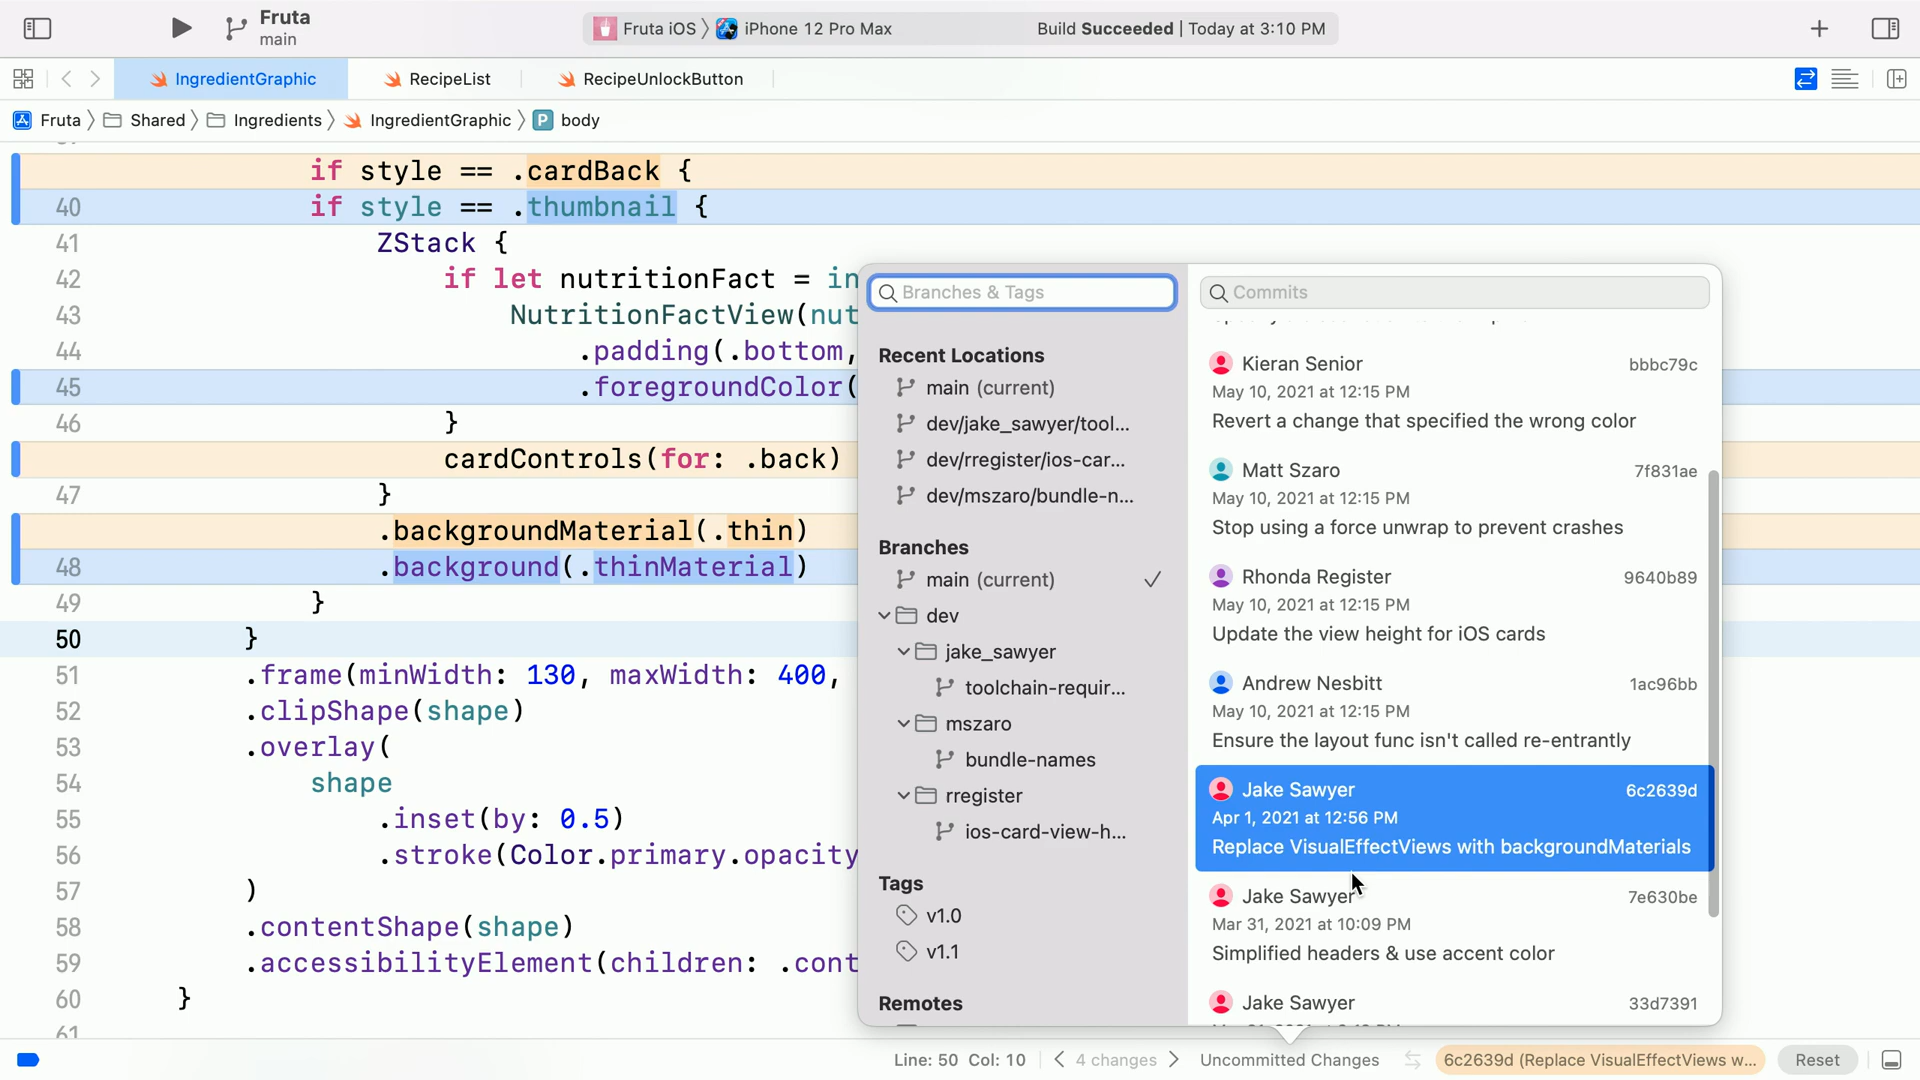 Fruta
main
Fruta iOS
iPhone 12 Pro Max
Build Succeeded | Today at 3:10 PM
IngredientGraphic
RecipeList
RecipeUnlockButton
Fruta
Shared
Ingredients
IngredientGraphic
P body
if style == .cardBack {
40 if style == .thumbnail {
41 ZStack {
42 if let nutritionFact = in
43 NutritionFactView(nut
44 .padding(.bottom,
45 .foregroundColor(
46 }
cardControls(for: .back)
47 }
.backgroundMaterial(.thin)
48 .background(.thinMaterial)
49 }
50 }
51 .frame(minWidth: 130, maxWidth: 400,
52 .clipShape(shape)
53 .overlay(
54 shape
55 .inset(by: 0.5)
56 .stroke(Color.primary.opacity
57 )
58 .contentShape(shape)
59 .accessibilityElement(children: .cont
60 }
61
Branches & Tags
Recent Locations
main (current)
dev/jake_sawyer/tool...
dev/rregister/ios-car...
dev/mszaro/bundle-n...
Branches
main (current)
dev
jake_sawyer
toolchain-requir...
mszaro
bundle-names
rregister
ios-card-view-h...
Tags
v1.0
v1.1
Remotes
Commits
Kieran Senior bbbc79c
May 10, 2021 at 12:15 PM
Revert a change that specified the wrong color
Matt Szaro 7f831ae
May 10, 2021 at 12:15 PM
Stop using a force unwrap to prevent crashes
Rhonda Register 9640b89
May 10, 2021 at 12:15 PM
Update the view height for iOS cards
Andrew Nesbitt 1ac96bb
May 10, 2021 at 12:15 PM
Ensure the layout func isn't called re-entrantly
Jake Sawyer 6c2639d
Apr 1, 2021 at 12:56 PM
Replace VisualEffectViews with backgroundMaterials
Jake Sawyer 7e630be
Mar 31, 2021 at 10:09 PM
Simplified headers & use accent color
Jake Sawyer 33d7391
Line: 50 Col: 10
4 changes
Uncommitted Changes
6c2639d (Replace VisualEffectViews w...
Reset